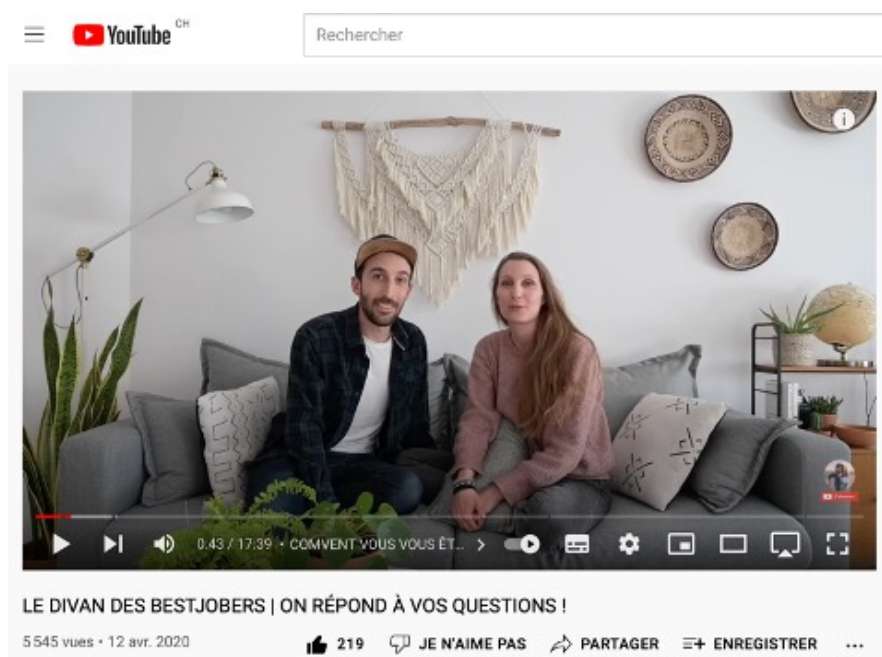 YouTube CH
Rechercher
i
0:43 / 17:39 • COMVENT VOUS VOUS ÊT...
LE DIVAN DES BESTJOBERS | ON RÉPOND À VOS QUESTIONS !
5 545 vues • 12 avr. 2020
219 JE N'AIME PAS PARTAGER ENREGISTRER ...